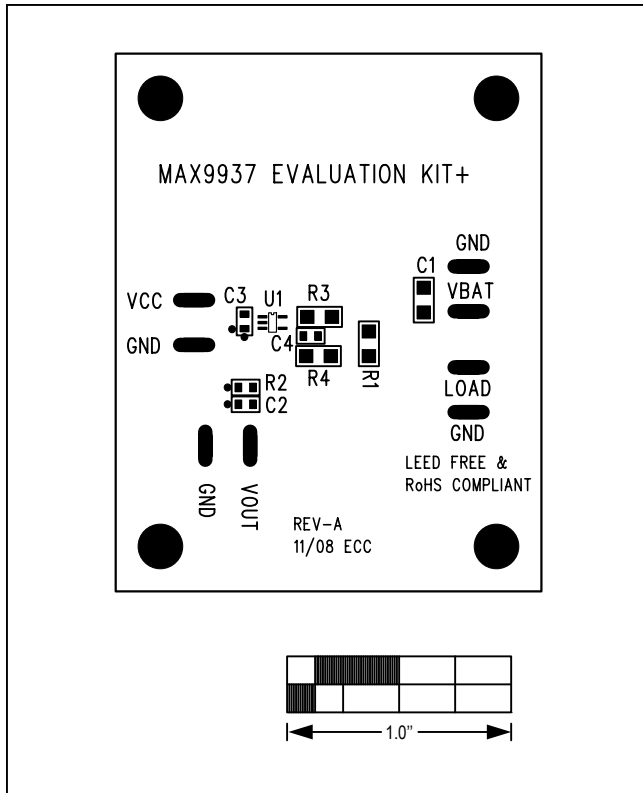 MAX9937 EVALUATION KIT+
GND
C1
VBAT
VCC
C3
U1
R3
GND
C4
R4
R1
LOAD
R2
C2
GND
LEED FREE &
RoHS COMPLIANT
GND
VOUT
REV-A
11/08 ECC
1.0"